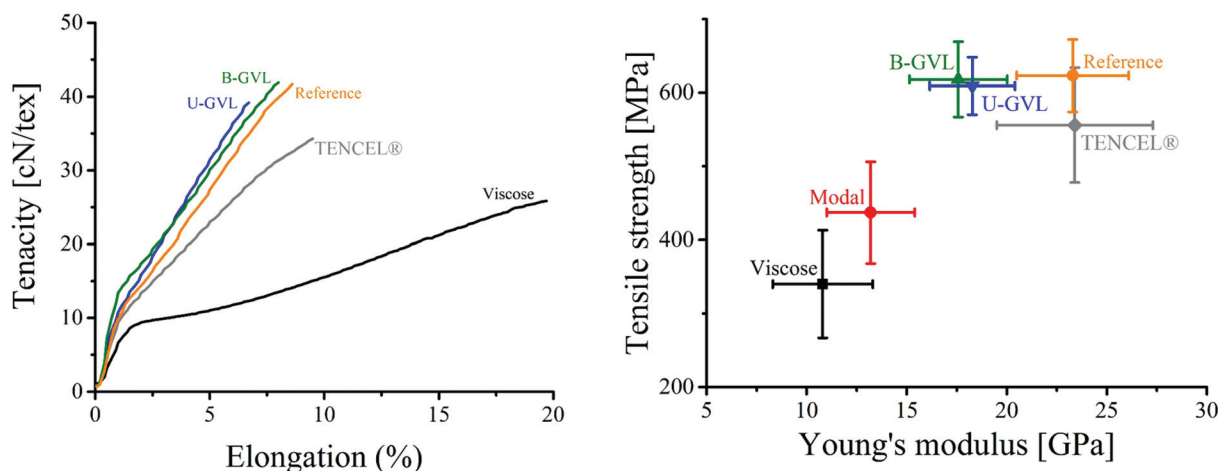 50
40
30
20
10
0
0
5
10
15
20
Tenacity [cN/tex]
Elongation (%)
B-GVL
U-GVL
Reference
TENCEL®
Viscose
600
400
200
5
10
15
20
25
30
Tensile strength [MPa]
Young's modulus [GPa]
B-GVL
Reference
U-GVL
TENCEL®
Modal
Viscose